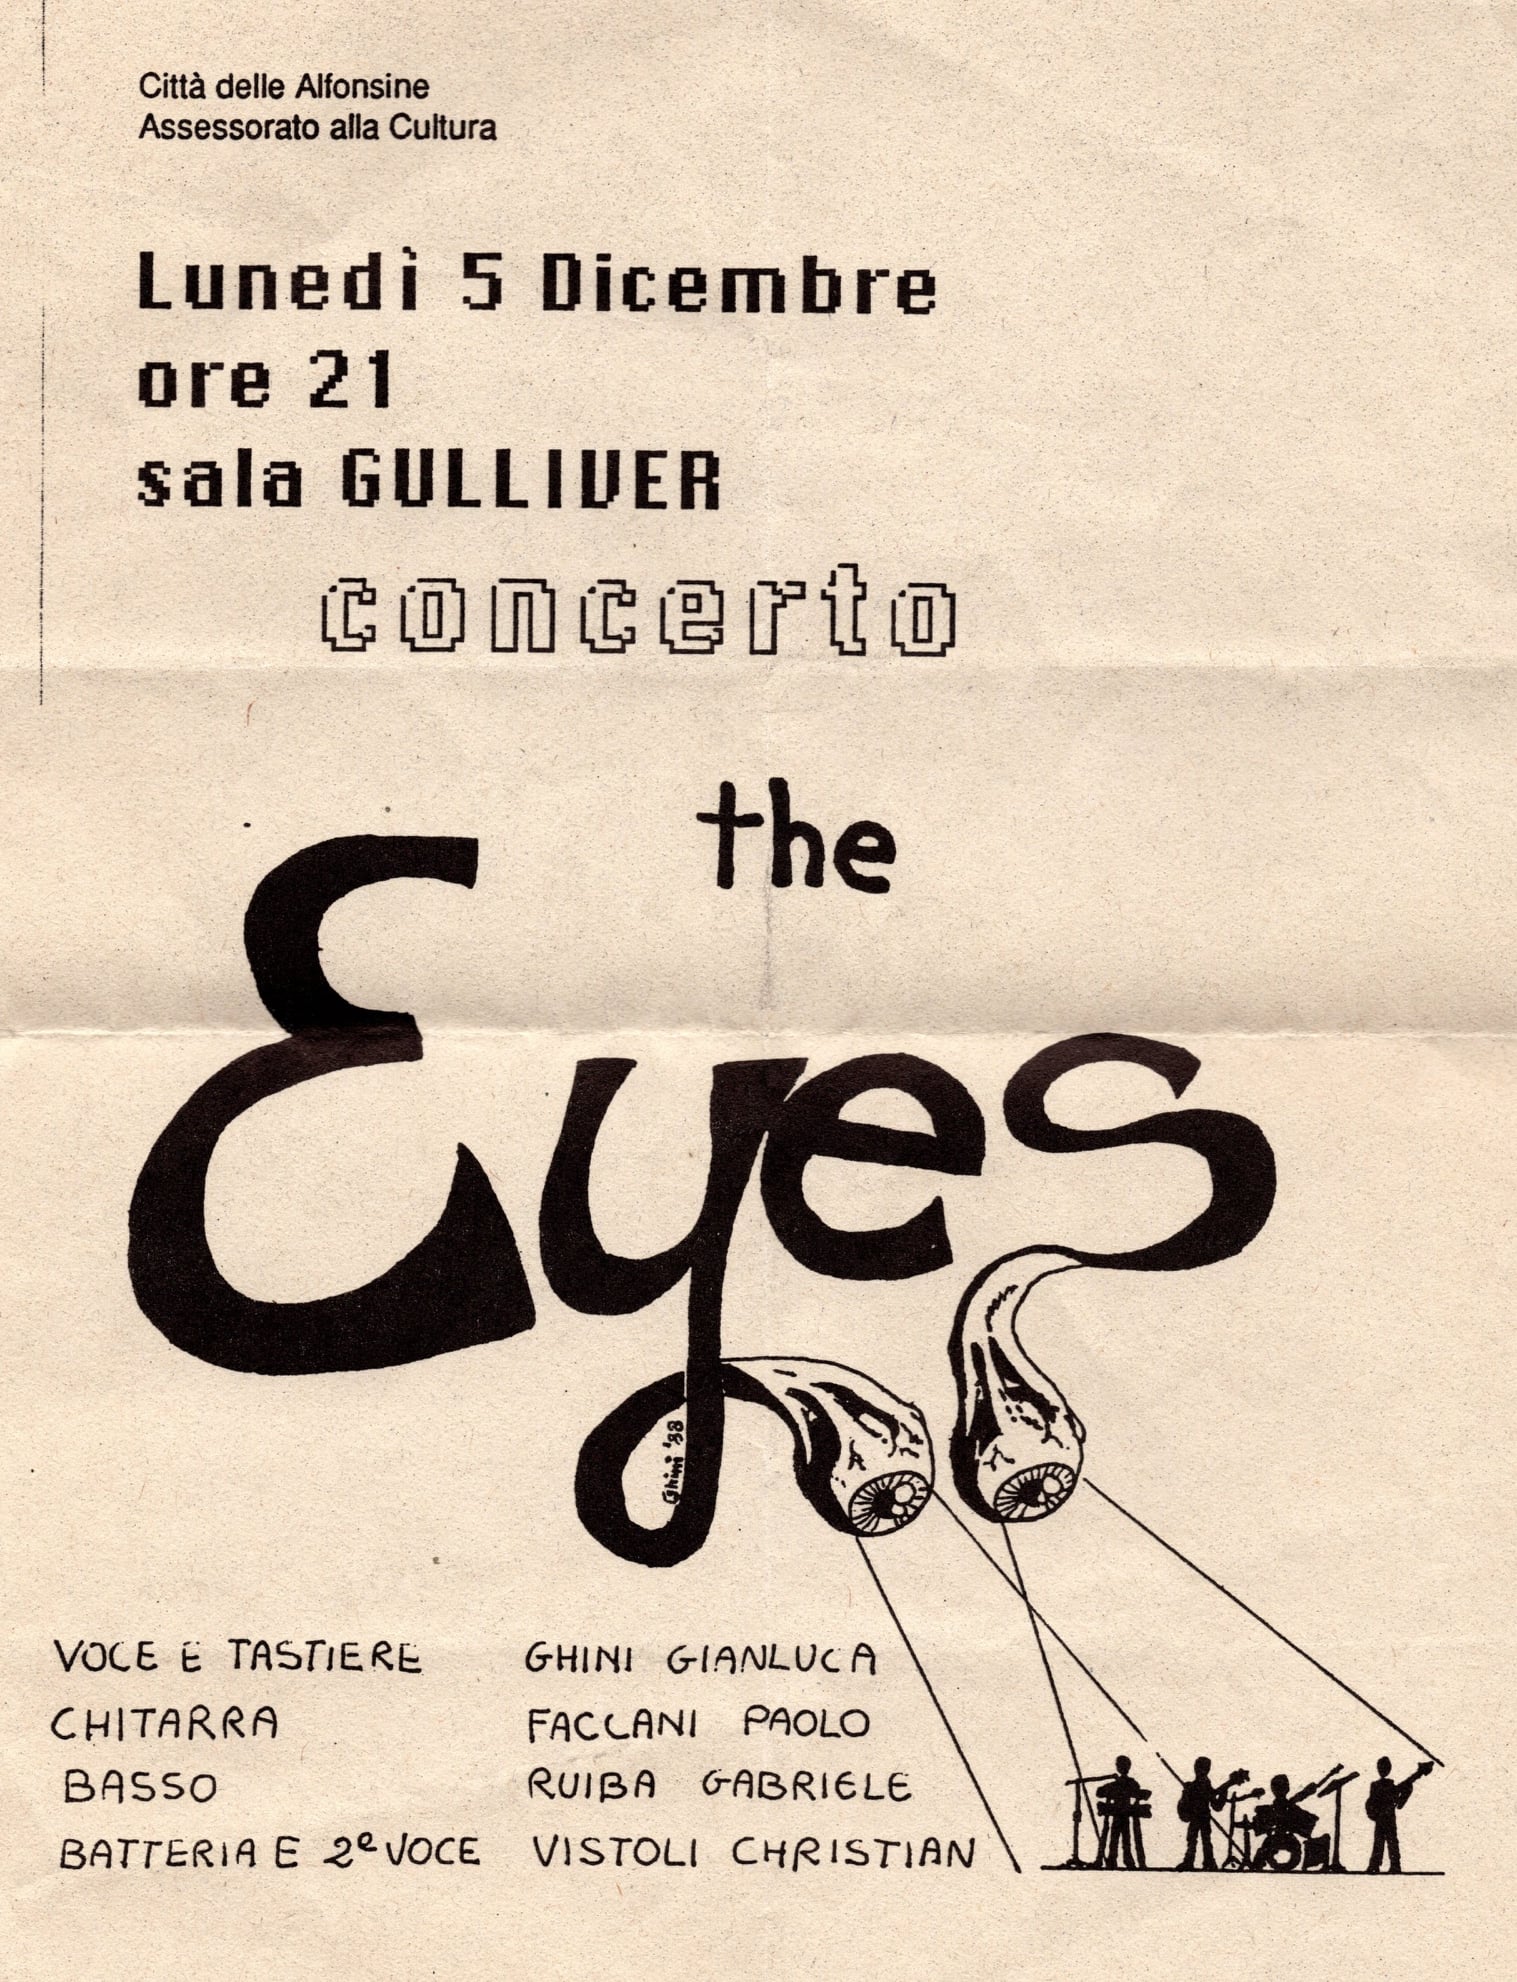 Città delle Alfonsine
Assessorato alla Cultura
Lunedì 5 Dicembre
ore 21
sala GULLIVER
concerto
the
Eyes
Ghini '88
VOCE E TASTIERE GHINI GIANLUCA
CHITARRA FACCANI PAOLO
BASSO RUIBA GABRIELE
BATTERIA E 2e VOCE VISTOLI CHRISTIAN